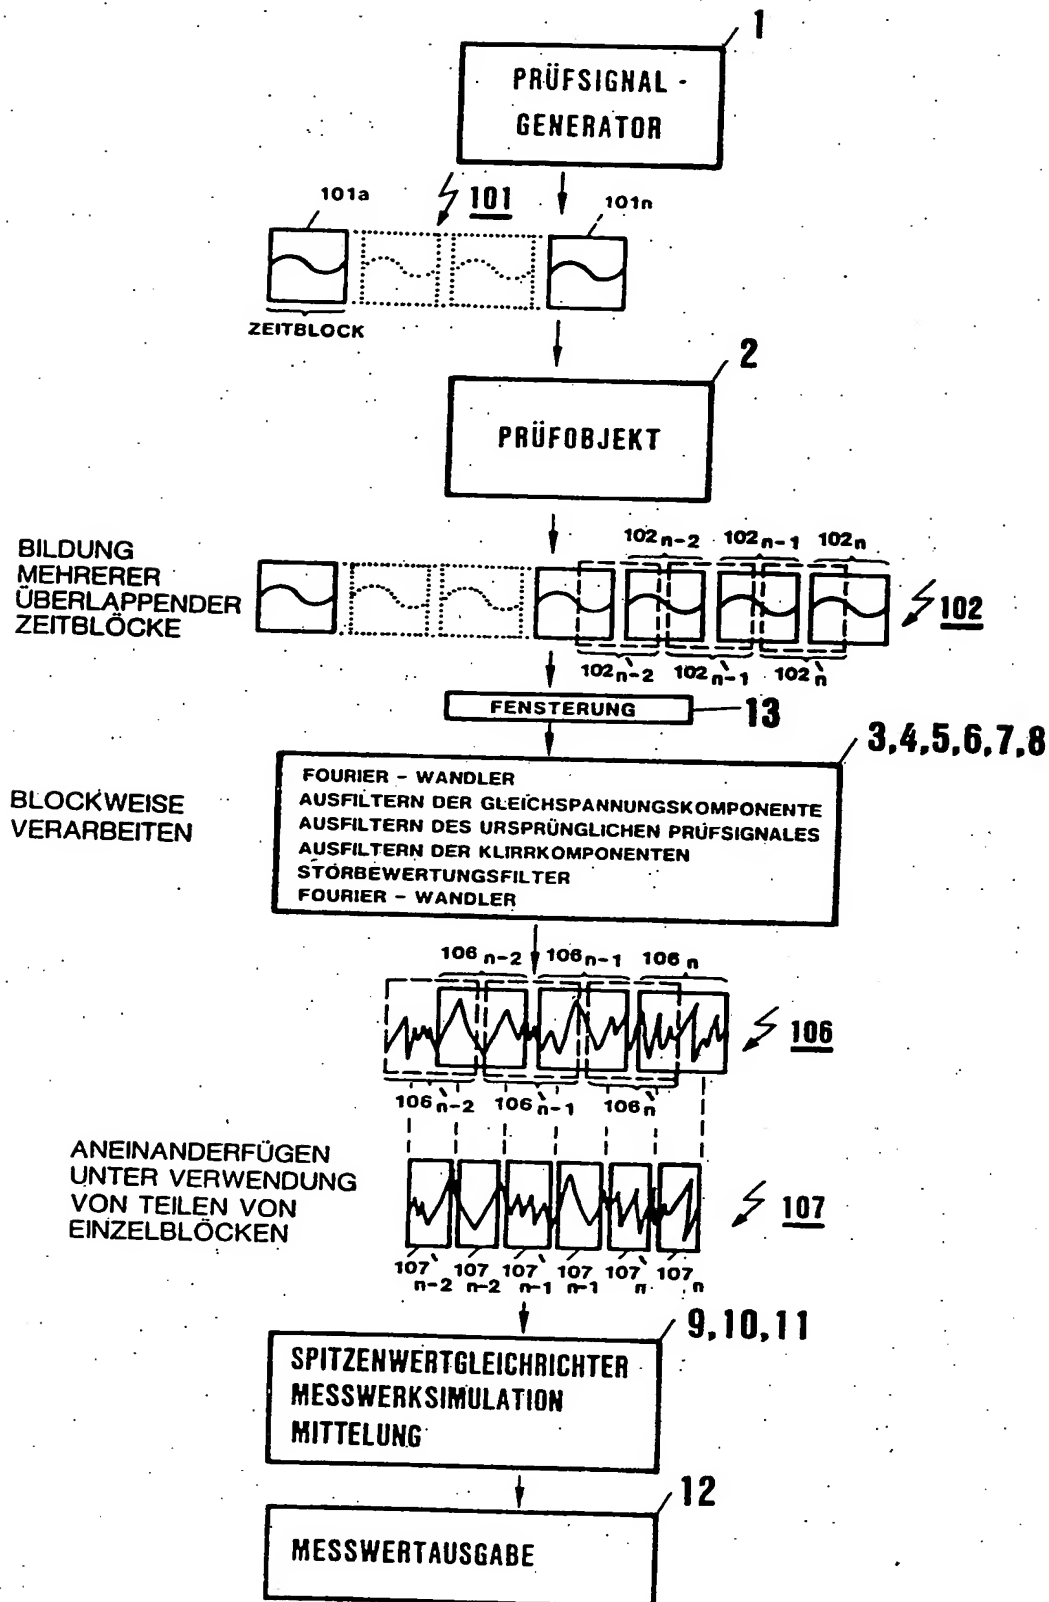 1
PRÜFSIGNAL -
GENERATOR
101a
101
101n
ZEITBLOCK
2
PRÜFOBJEKT
BILDUNG
MEHRERER
ÜBERLAPPENDER
ZEITBLÖCKE
102n-2
102n-1
102n
102
102`n-2
102`n-1
102`n
FENSTERUNG
13
3,4,5,6,7,8
BLOCKWEISE
VERARBEITEN
FOURIER - WANDLER
AUSFILTERN DER GLEICHSPANNUNGSKOMPONENTE
AUSFILTERN DES URSPRÜNGLICHEN PRÜFSIGNALES
AUSFILTERN DER KLIRRKOMPONENTEN
STÖRBEWERTUNGSFILTER
FOURIER - WANDLER
106n-2
106n-1
106n
106
106`n-2
106`n-1
106`n
ANEINANDERFÜGEN
UNTER VERWENDUNG
VON TEILEN VON
EINZELBLÖCKEN
107
107`n-2
107n-2
107`n-1
107n-1
107`n
107n
9,10,11
SPITZENWERTGLEICHRICHTER
MESSWERKSIMULATION
MITTELUNG
12
MESSWERTAUSGABE